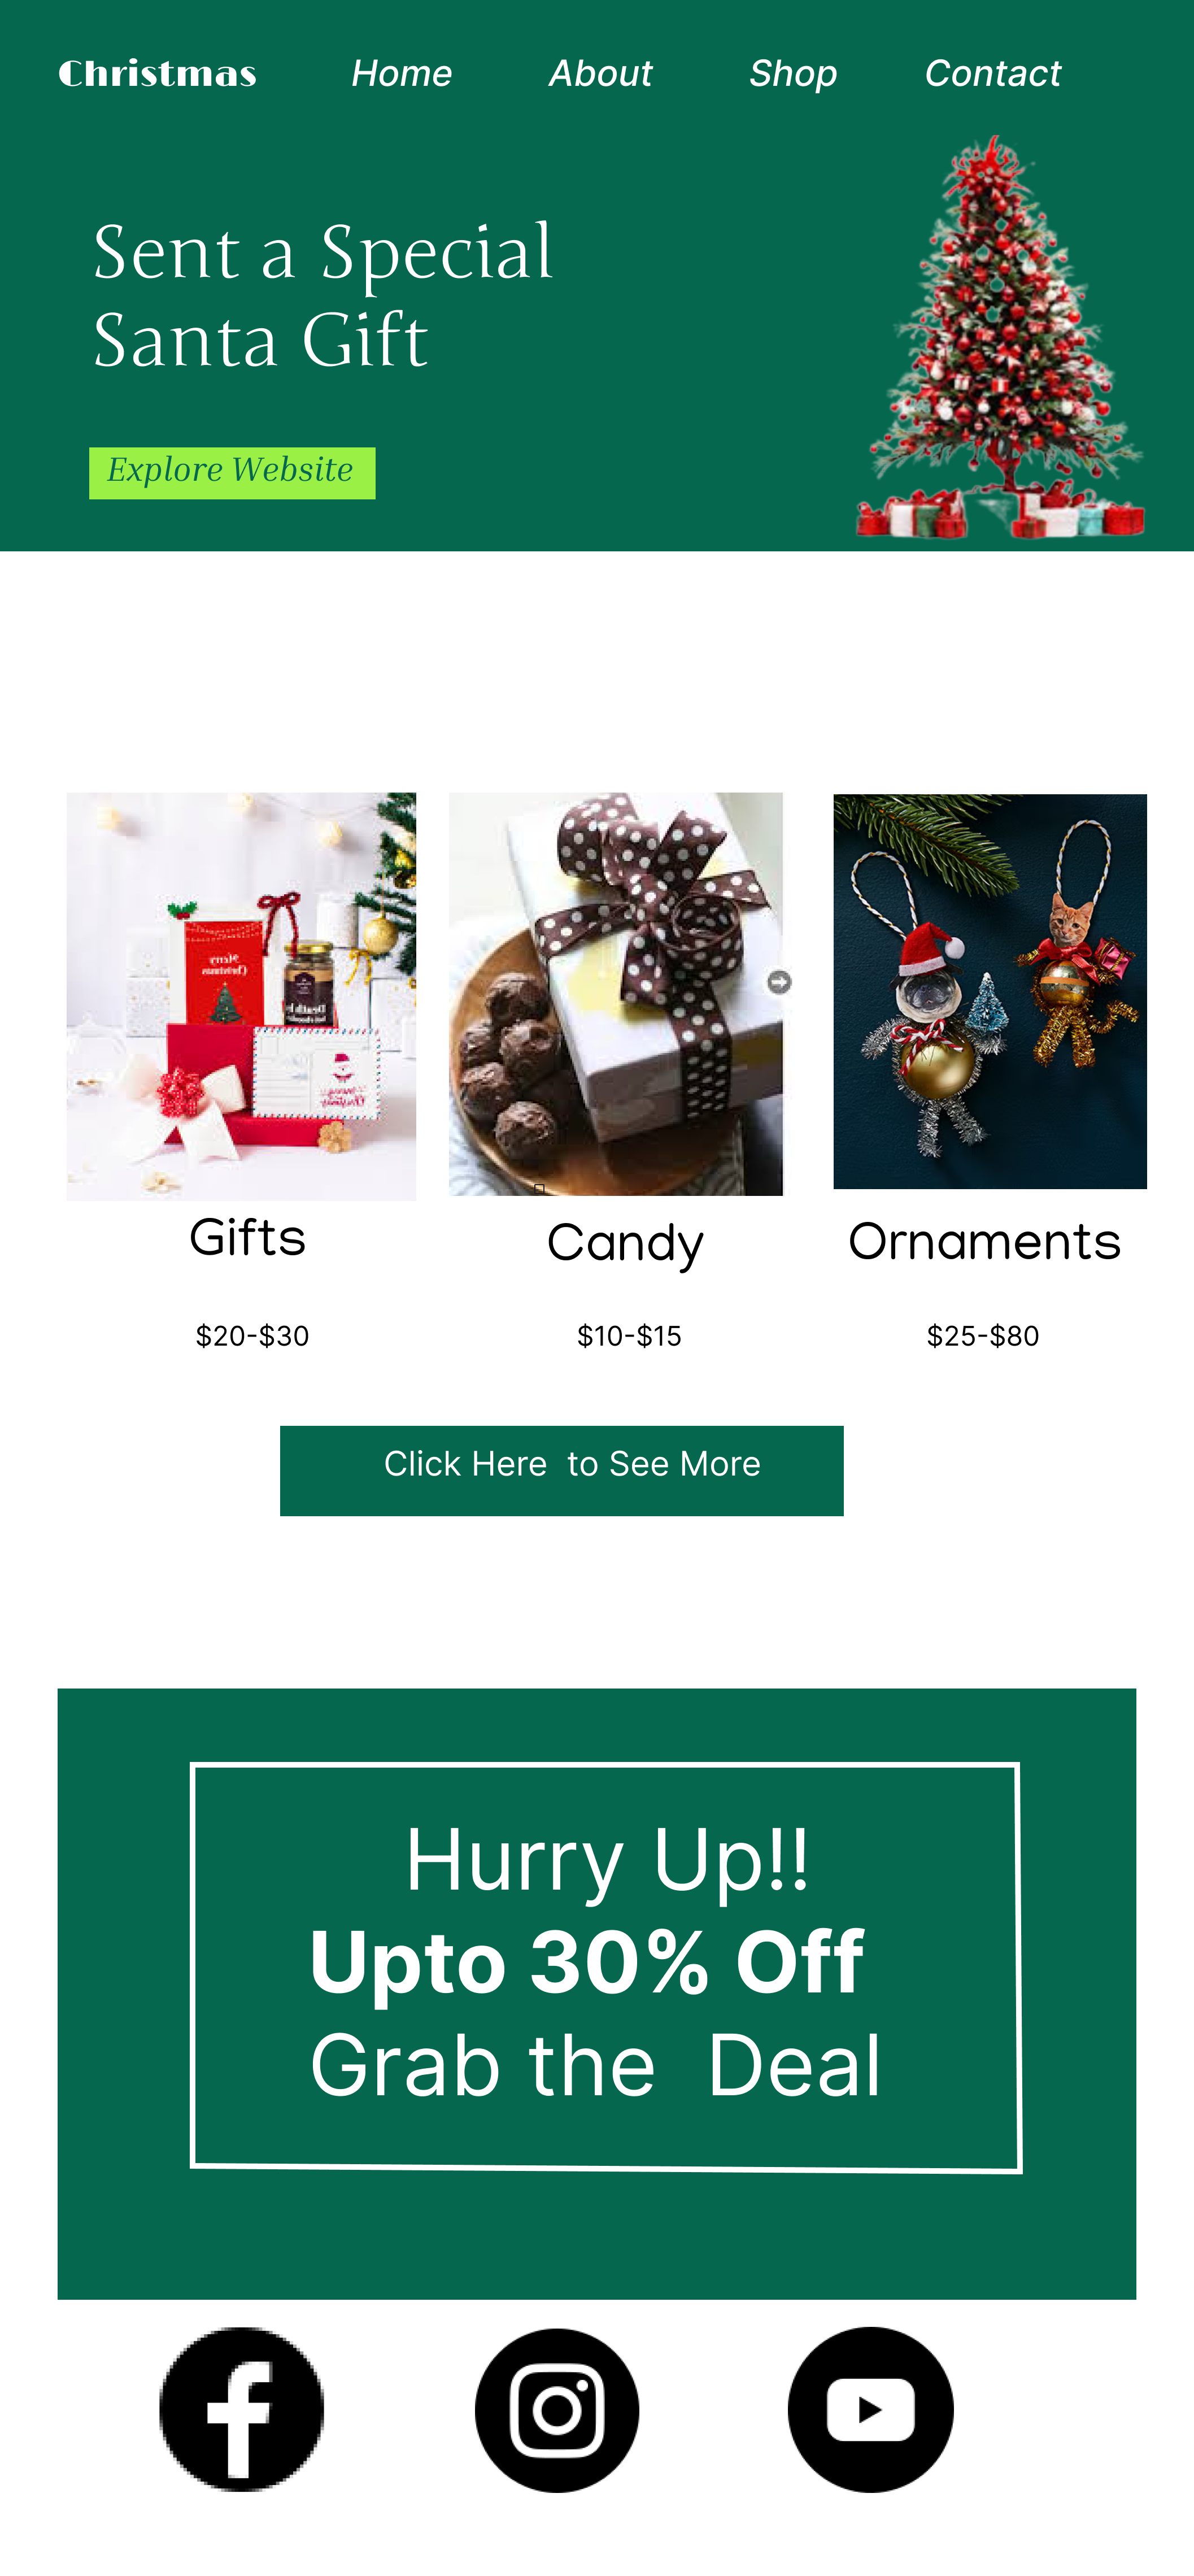 Christmas Home About Shop Contact
Sent a Special
Santa Gift
Explore Website
Gifts Candy Ornaments
$20-$30 $10-$15 $25-$80
Click Here  to See More
Hurry Up!!
Upto 30% Off
Grab the  Deal